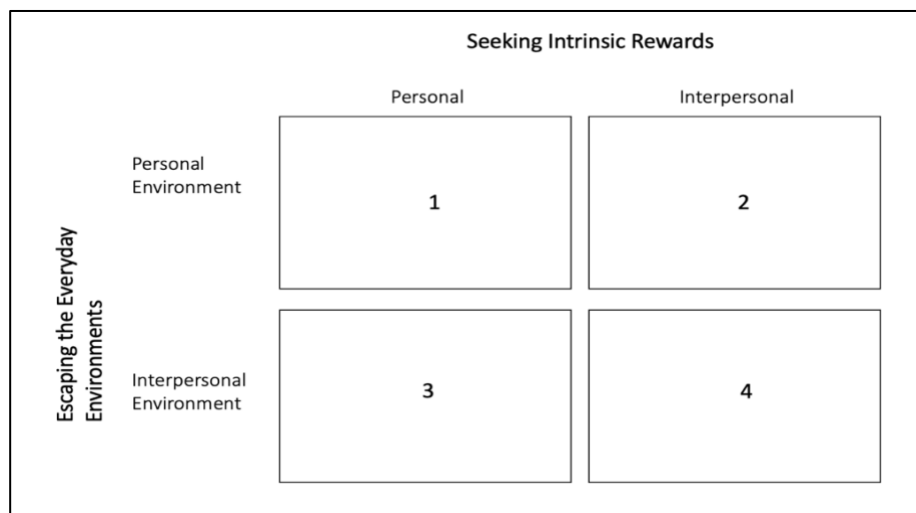 Seeking Intrinsic Rewards
Personal
Interpersonal
Personal
Environment
1
2
Escaping the Everyday
Environments
Interpersonal
Environment
3
4